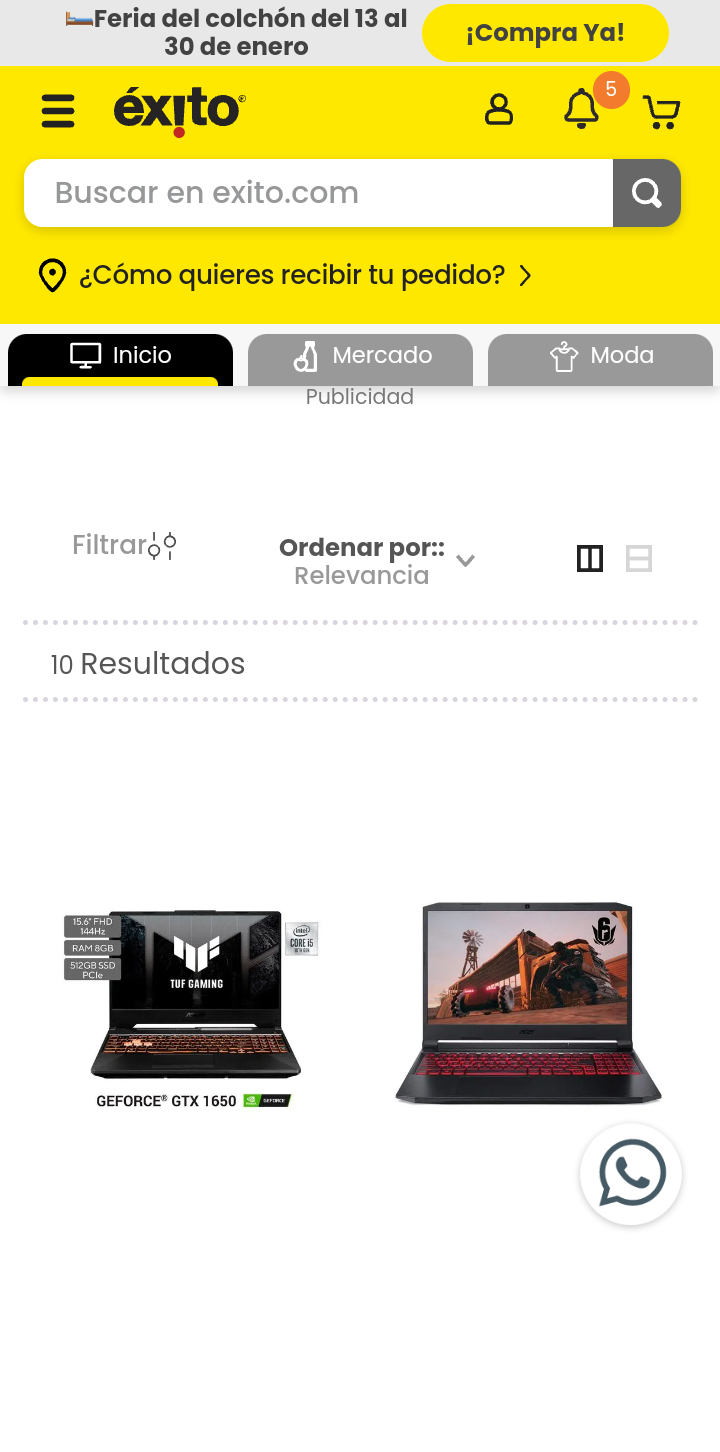 Feria del colchón del 13 al
30 de enero
¡Compra Ya!
éxito
5
Buscar en exito.com
¿Cómo quieres recibir tu pedido?
Inicio
Mercado
Moda
Publicidad
Filtrar
Ordenar por::
Relevancia
10 Resultados
15.6" FHD
144Hz
RAM 8GB
512GB SSD
PCIe
TUF GAMING
intel
CORE i5
GEFORCE® GTX 1650
GEFORCE
acer